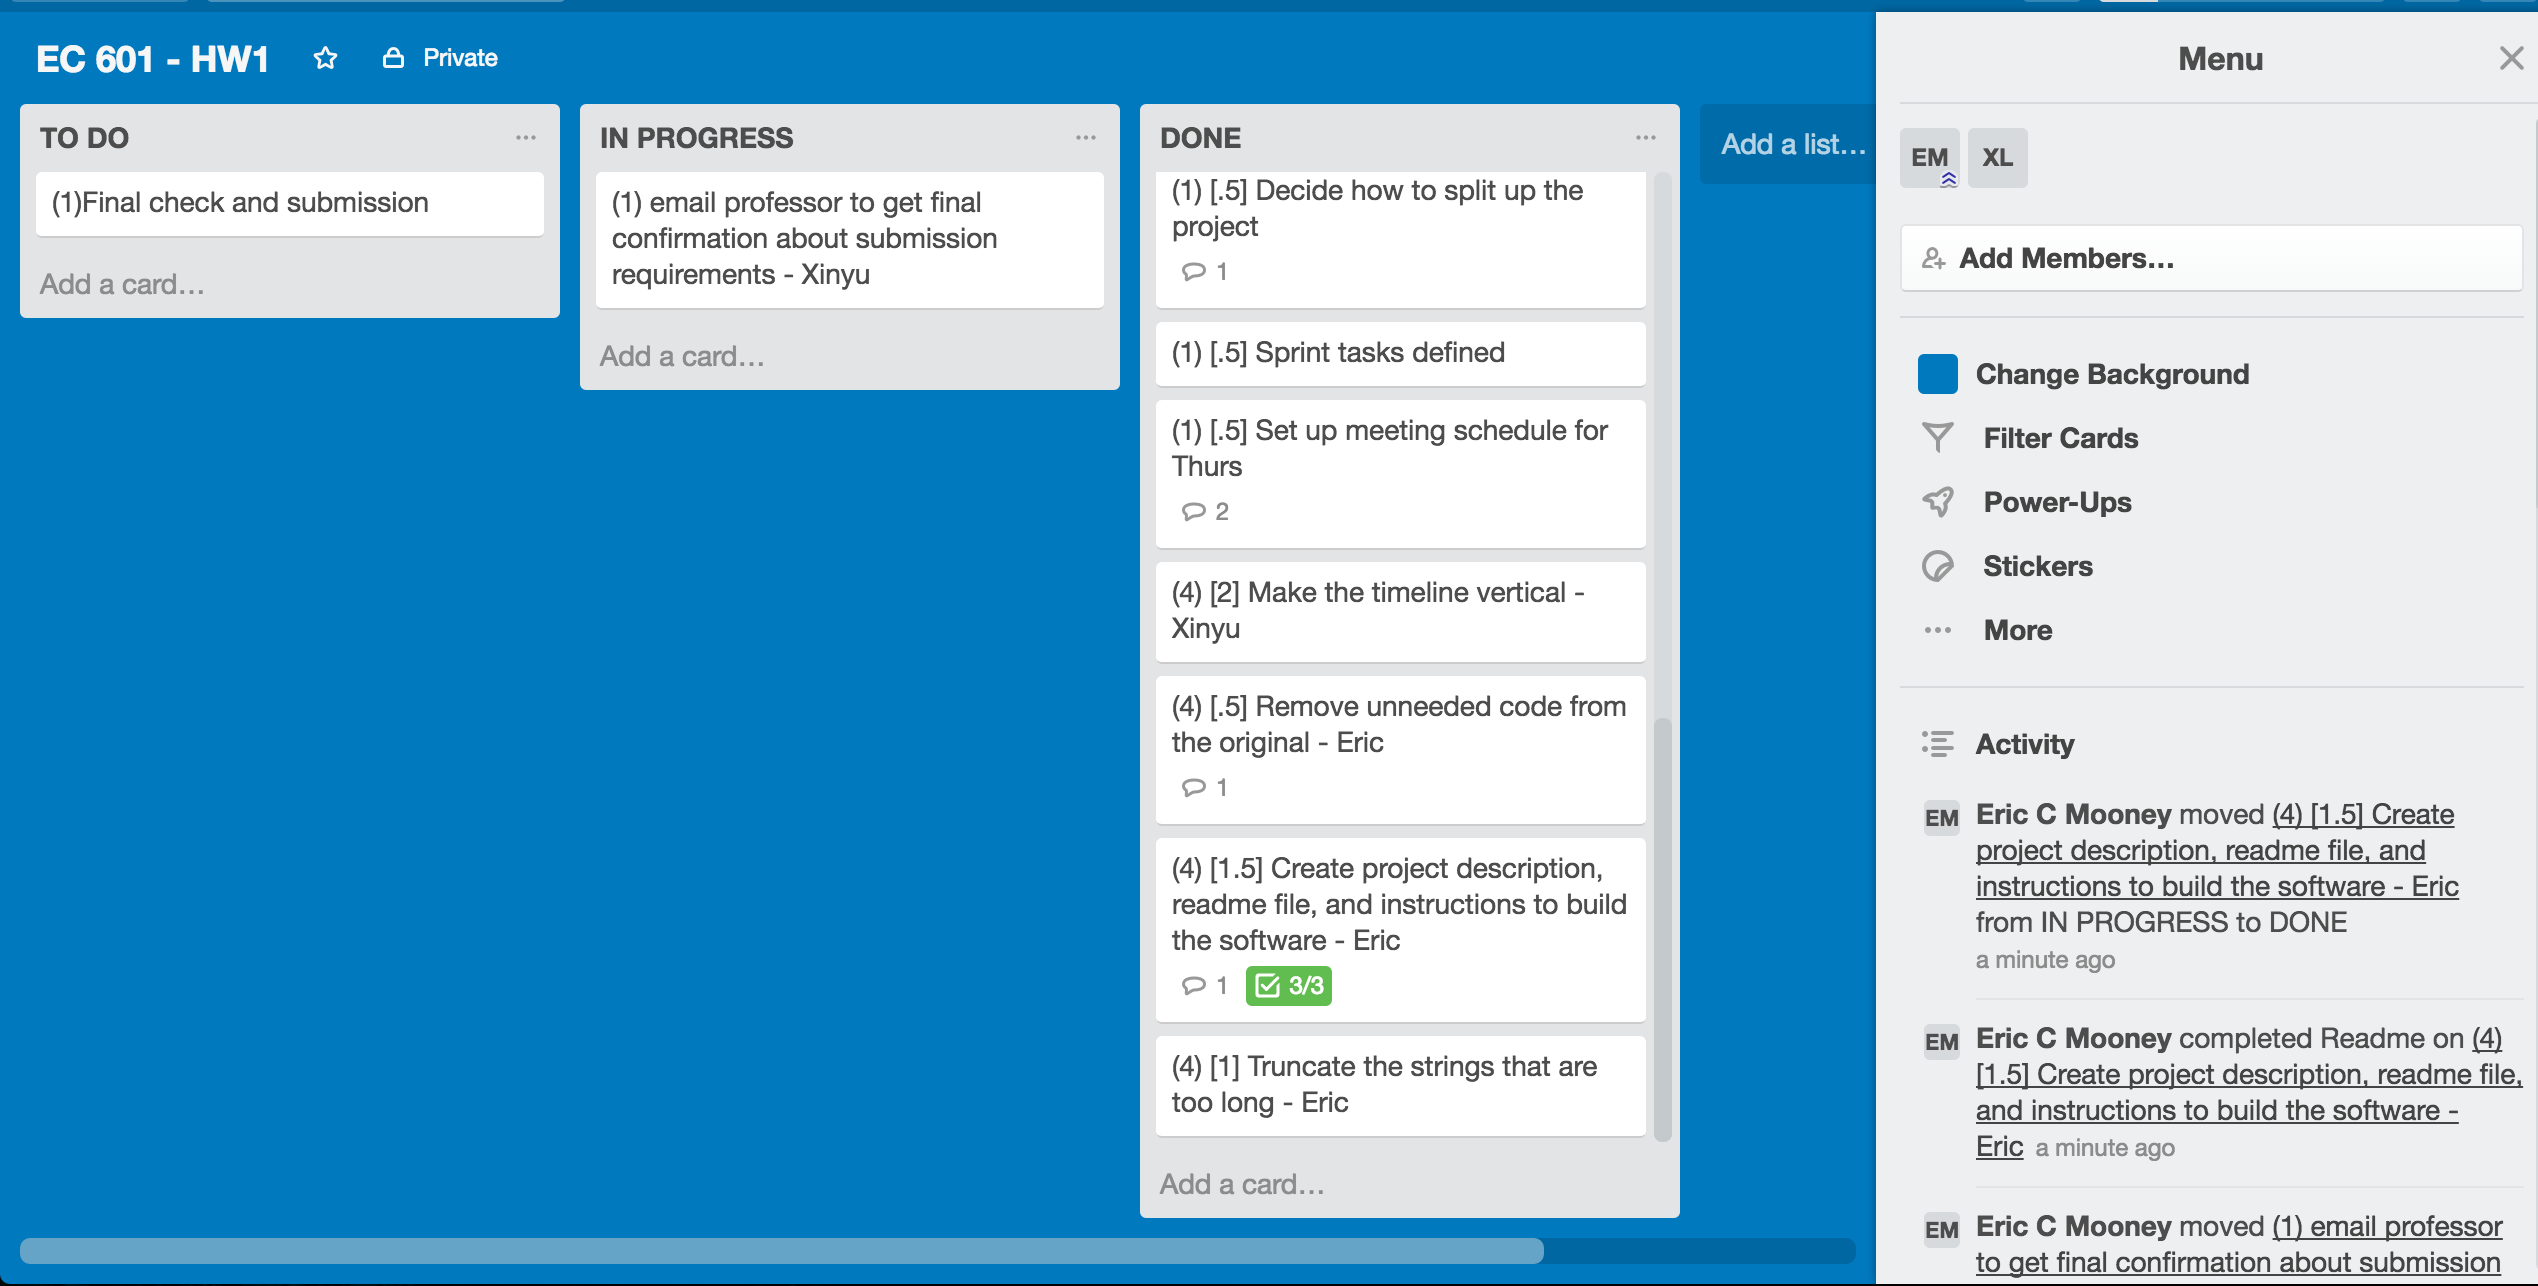 EC 601 - HW1
Private
TO DO
(1)Final check and submission
Add a card...
IN PROGRESS
(1) email professor to get final
confirmation about submission
requirements - Xinyu
Add a card...
DONE
(1) [.5] Decide how to split up the
project
1
(1) [.5] Sprint tasks defined
(1) [.5] Set up meeting schedule for
Thurs
2
(4) [2] Make the timeline vertical -
Xinyu
(4) [.5] Remove unneeded code from
the original - Eric
1
(4) [1.5] Create project description,
readme file, and instructions to build
the software - Eric
1 3/3
(4) [1] Truncate the strings that are
too long - Eric
Add a card...
Add a list...
Menu
EM XL
Add Members...
Change Background
Filter Cards
Power-Ups
Stickers
More
Activity
EM
Eric C Mooney moved (4) [1.5] Create
project description, readme file, and
instructions to build the software - Eric
from IN PROGRESS to DONE
a minute ago
EM
Eric C Mooney completed Readme on (4)
[1.5] Create project description, readme file,
and instructions to build the software -
Eric a minute ago
EM
Eric C Mooney moved (1) email professor
to get final confirmation about submission